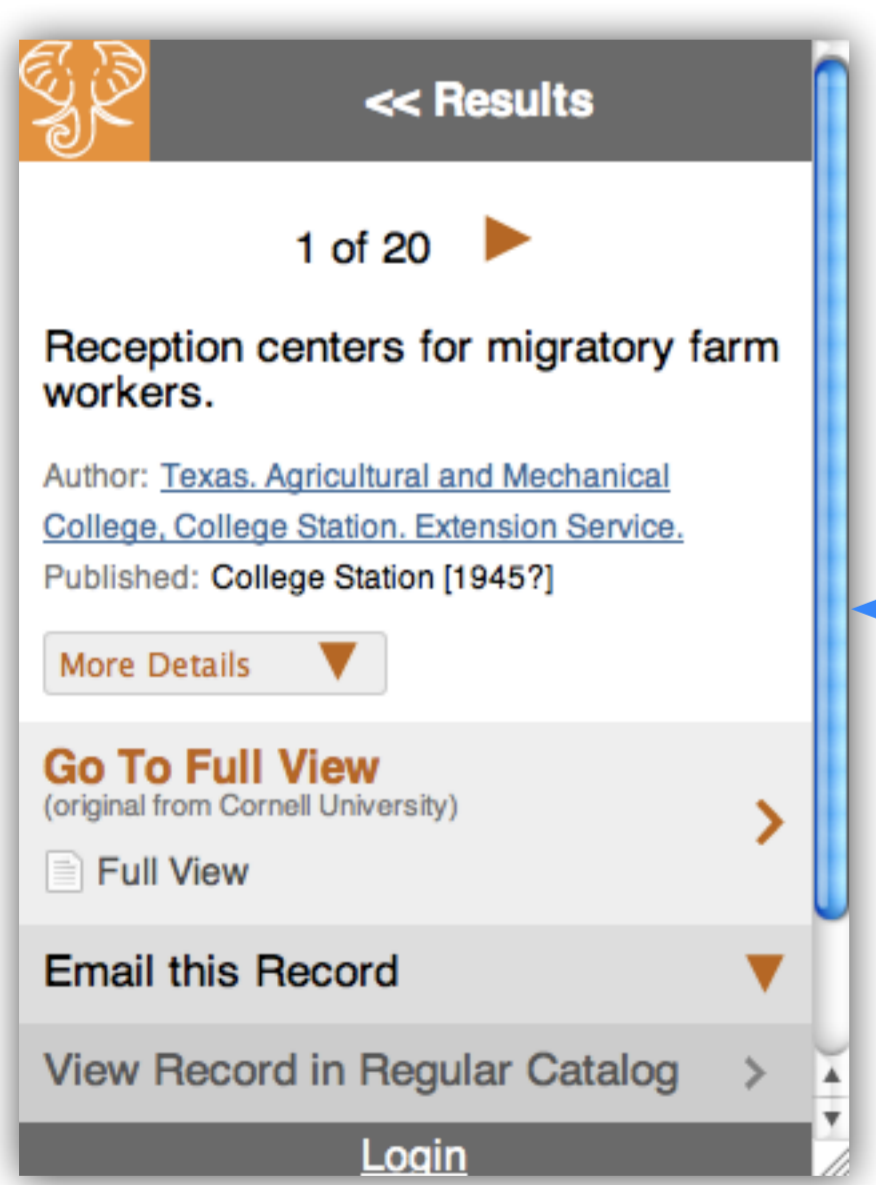 << Results
1 of 20
Reception centers for migratory farm
workers.
Author: Texas. Agricultural and Mechanical
College, College Station. Extension Service.
Published: College Station [1945?]
More Details
Go To Full View
(original from Cornell University)
Full View
Email this Record
View Record in Regular Catalog
Login